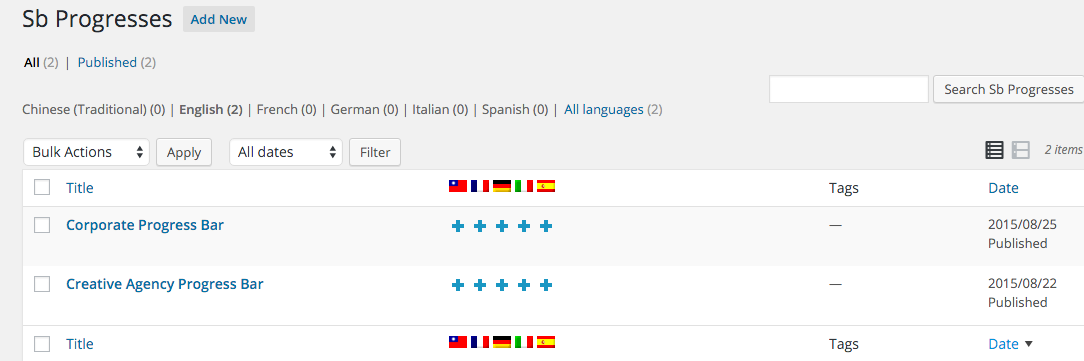 Sb Progresses Add New
All (2) | Published (2)
Search Sb Progresses
Chinese (Traditional) (0) | English (2) | French (0) | German (0) | Italian (0) | Spanish (0) | All languages (2)
Bulk Actions Apply All dates Filter 2 items
Title Tags Date
Corporate Progress Bar — 2015/08/25
Published
Creative Agency Progress Bar — 2015/08/22
Published
Title Tags Date